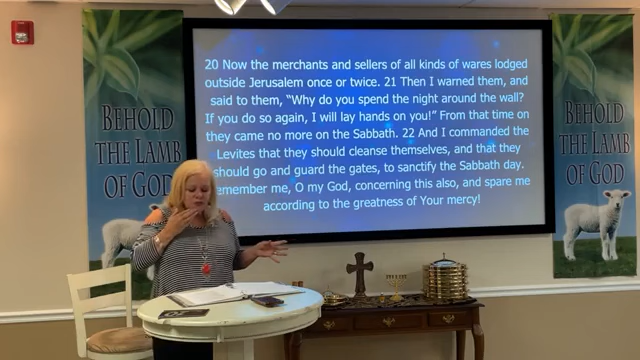 20 Now the merchants and sellers of all kinds of wares lodged
outside Jerusalem once or twice. 21 Then I warned them, and
said to them, “Why do you spend the night around the wall?
If you do so again, I will lay hands on you!” From that time on
they came no more on the Sabbath. 22 And I commanded the
Levites that they should cleanse themselves, and that they
should go and guard the gates, to sanctify the Sabbath day.
Remember me, O my God, concerning this also, and spare me
according to the greatness of Your mercy!
BEHOLD
THE LAMB
OF GOD
BEHOLD
THE LAMB
OF GOD